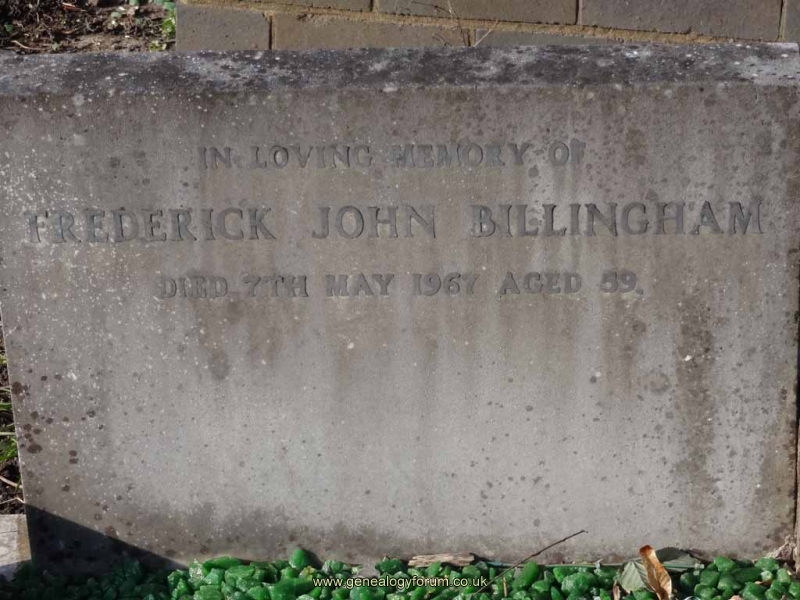 IN LOVING MEMORY OF
FREDERICK JOHN BILLINGHAM
DIED 7TH MAY 1967 AGED 59.
www.genealogyforum.co.uk